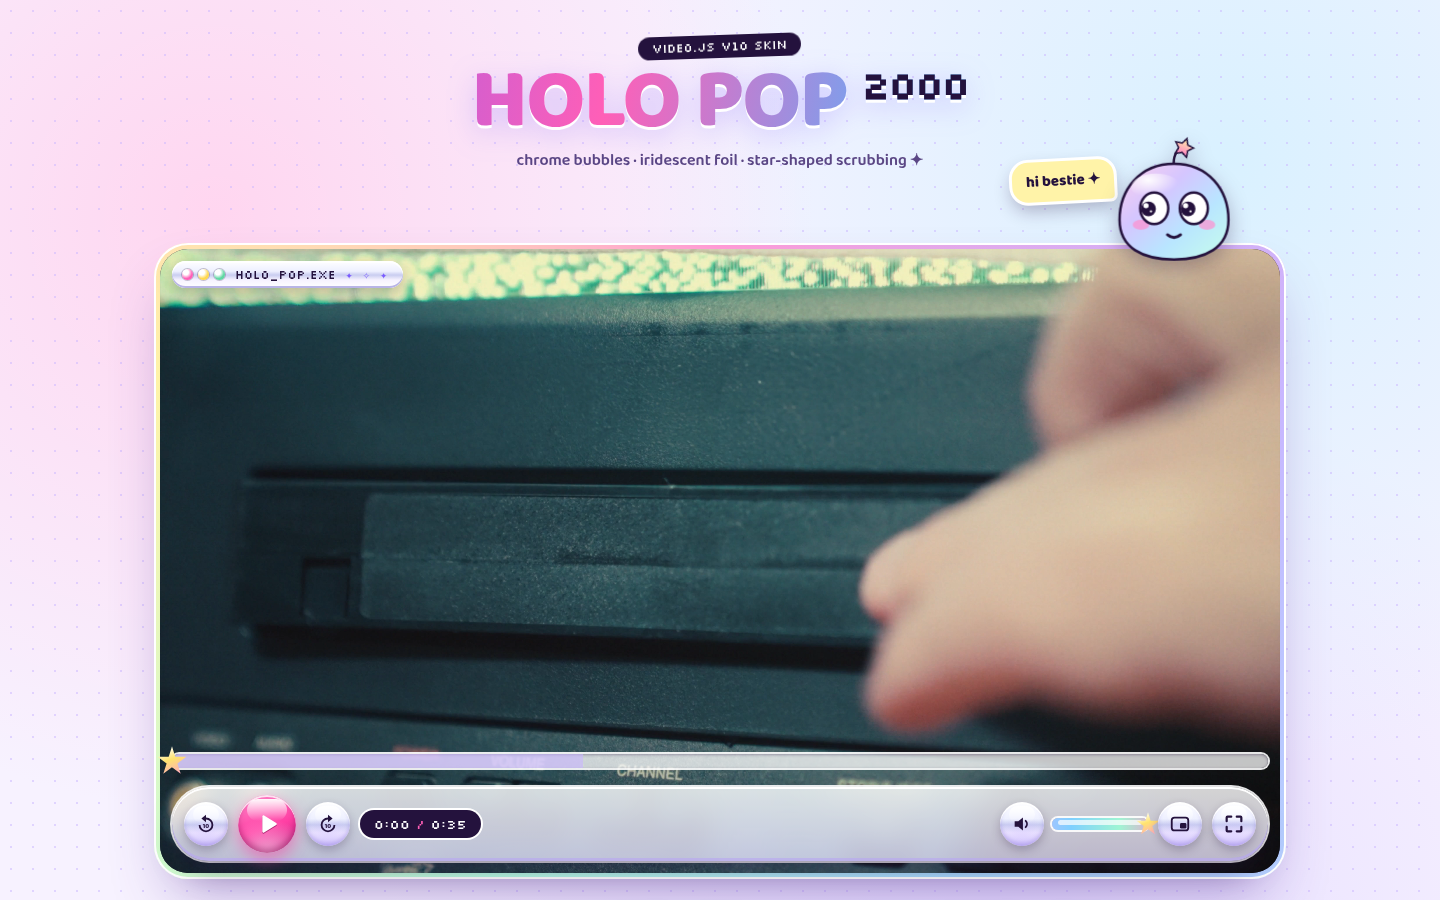 VIDEO.JS V10 SKIN
HOLO POP 2000
chrome bubbles · iridescent foil · star-shaped scrubbing ✦
hi bestie ✦
HOLO_POP.EXE ✦ ✧ ✦
CHANNEL
10
10
0:00 / 0:35